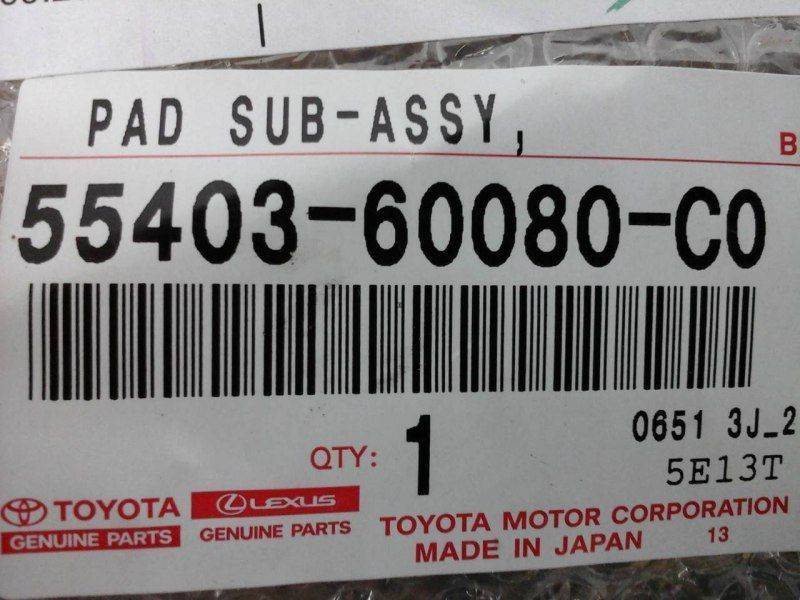 PAD SUB-ASSY,
B
55403-60080-C0
QTY: 1
0651 3J_2
5E13T
TOYOTA
GENUINE PARTS
LEXUS
GENUINE PARTS
TOYOTA MOTOR CORPORATION
MADE IN JAPAN 13